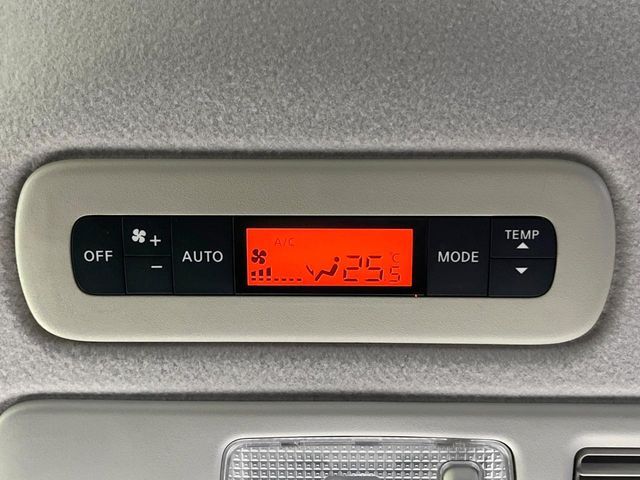 OFF
+
-
AUTO
A/C
25.5
°C
MODE
TEMP